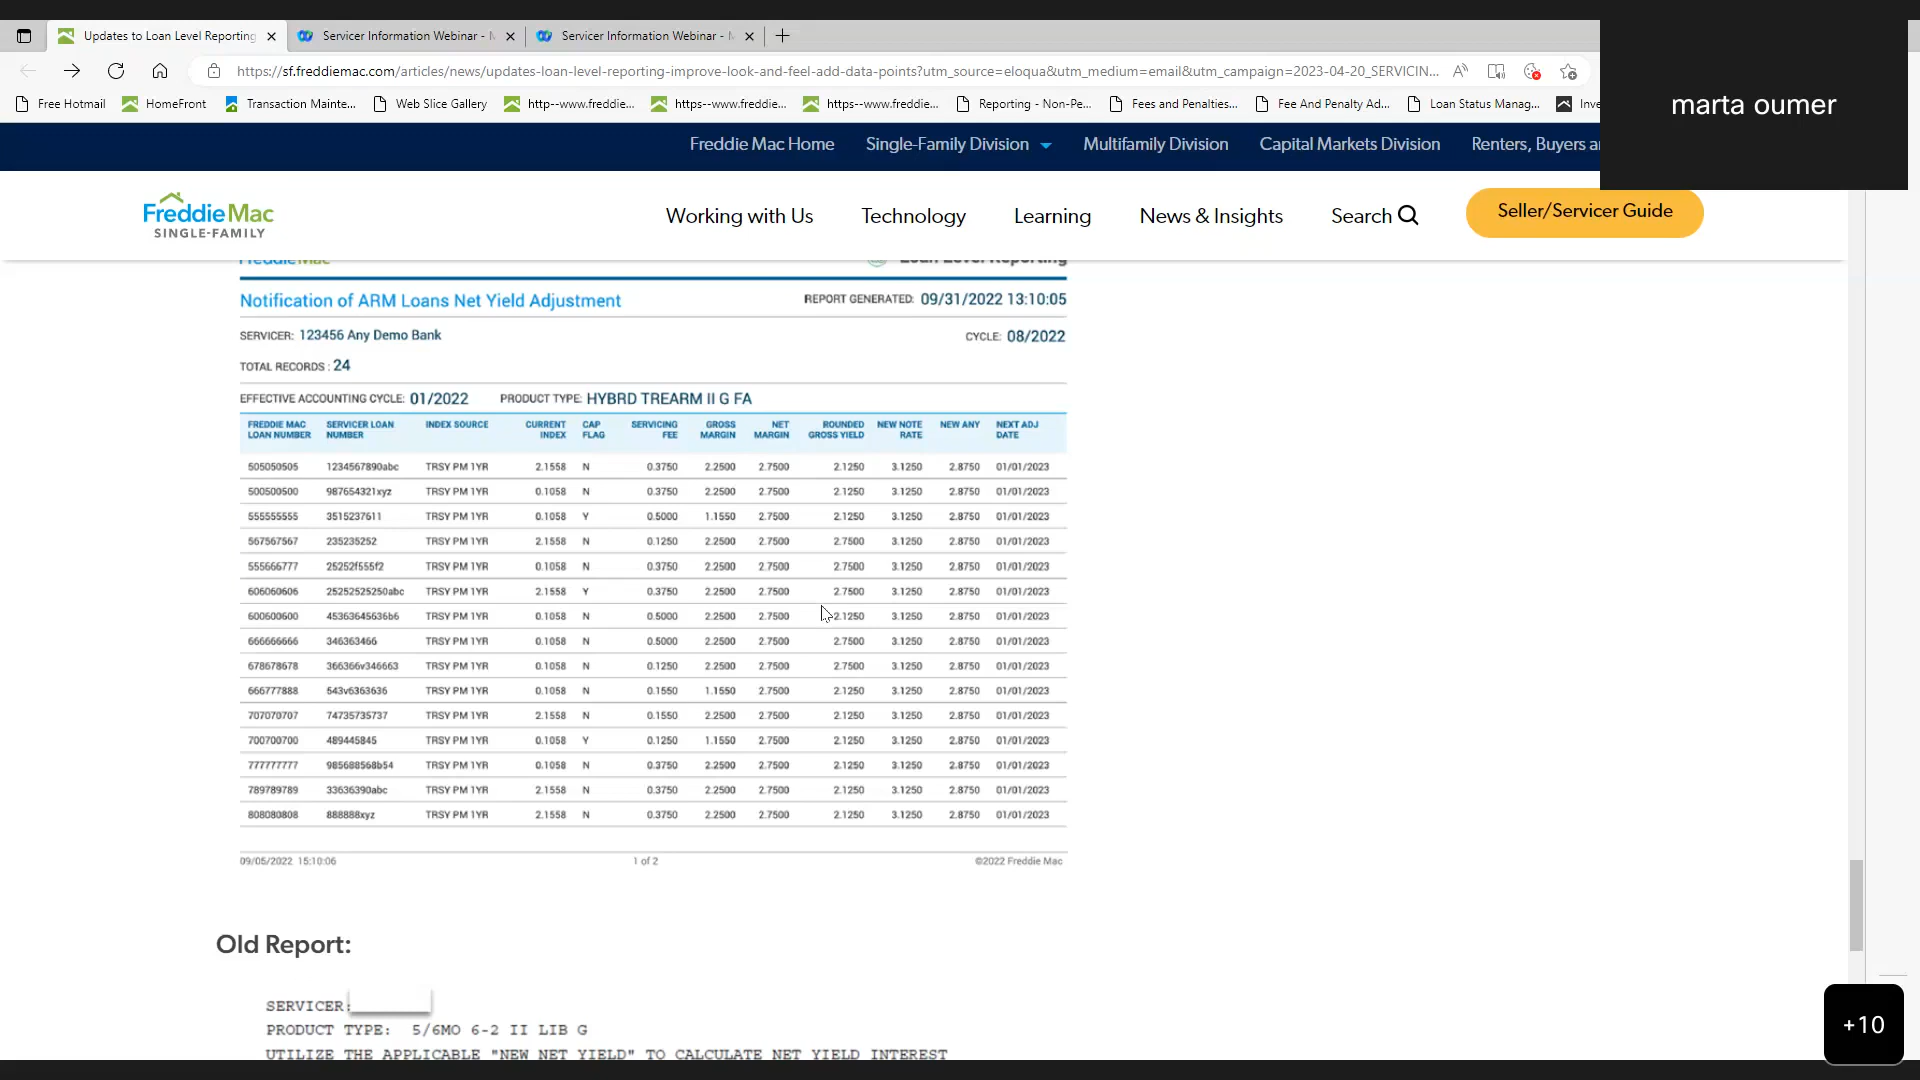 Updates to Loan Level Reporting
Servicer Information Webinar -
Servicer Information Webinar -
https://sf.freddiemac.com/articles/news/updates-loan-level-reporting-improve-look-and-feel-add-data-points?utm_source=eloqua&utm_medium=email&utm_campaign=2023-04-20_SERVICIN...
Free Hotmail HomeFront Transaction Mainte... Web Slice Gallery http--www.freddie... https--www.freddie... https--www.freddie... Reporting - Non-Pe... Fees and Penalties... Fee And Penalty Ad... Loan Status Manag... Inve
marta oumer
Freddie Mac Home Single-Family Division Multifamily Division Capital Markets Division Renters, Buyers a
FreddieMac
SINGLE-FAMILY
Working with Us Technology Learning News & Insights Search Seller/Servicer Guide
FreddieMac Loan Level Reporting
Notification of ARM Loans Net Yield Adjustment REPORT GENERATED: 09/31/2022 13:10:05
SERVICER: 123456 Any Demo Bank CYCLE: 08/2022
TOTAL RECORDS : 24
EFFECTIVE ACCOUNTING CYCLE: 01/2022 PRODUCT TYPE: HYBRD TREARM II G FA
FREDDIE MAC SERVICER LOAN INDEX SOURCE CURRENT CAP SERVICING GROSS NET ROUNDED NEW NOTE NEW ANY NEXT ADJ
LOAN NUMBER NUMBER INDEX FLAG FEE MARGIN MARGIN GROSS YIELD RATE DATE
505050505 1234567890abc TRSY PM 1YR 2.1558 N 0.3750 2.2500 2.7500 2.1250 3.1250 2.8750 01/01/2023
500500500 987654321xyz TRSY PM 1YR 0.1058 N 0.3750 2.2500 2.7500 2.1250 3.1250 2.8750 01/01/2023
555555555 3515237611 TRSY PM 1YR 0.1058 Y 0.5000 1.1550 2.7500 2.1250 3.1250 2.8750 01/01/2023
567567567 235235252 TRSY PM 1YR 2.1558 N 0.1250 2.2500 2.7500 2.7500 3.1250 2.8750 01/01/2023
555666777 25252f555f2 TRSY PM 1YR 0.1058 N 0.3750 2.2500 2.7500 2.7500 3.1250 2.8750 01/01/2023
606060606 25252525250abc TRSY PM 1YR 2.1558 Y 0.3750 2.2500 2.7500 2.7500 3.1250 2.8750 01/01/2023
600600600 45363645636b6 TRSY PM 1YR 0.1058 N 0.5000 2.2500 2.7500 2.1250 3.1250 2.8750 01/01/2023
666666666 346363466 TRSY PM 1YR 0.1058 N 0.5000 2.2500 2.7500 2.7500 3.1250 2.8750 01/01/2023
678678678 366366v346663 TRSY PM 1YR 0.1058 N 0.1250 2.2500 2.7500 2.7500 3.1250 2.8750 01/01/2023
666777888 543v6363636 TRSY PM 1YR 0.1058 N 0.1550 1.1550 2.7500 2.1250 3.1250 2.8750 01/01/2023
707070707 74735735737 TRSY PM 1YR 2.1558 N 0.1550 2.2500 2.7500 2.1250 3.1250 2.8750 01/01/2023
700700700 489445845 TRSY PM 1YR 0.1058 Y 0.1250 1.1550 2.7500 2.1250 3.1250 2.8750 01/01/2023
777777777 985688568b54 TRSY PM 1YR 0.1058 N 0.3750 2.2500 2.7500 2.1250 3.1250 2.8750 01/01/2023
789789789 33636390abc TRSY PM 1YR 2.1558 N 0.3750 2.2500 2.7500 2.1250 3.1250 2.8750 01/01/2023
808080808 888888xyz TRSY PM 1YR 2.1558 N 0.3750 2.2500 2.7500 2.1250 3.1250 2.8750 01/01/2023
09/05/2022 15:10:06 1 of 2 ©2022 Freddie Mac
Old Report:
SERVICER:
PRODUCT TYPE: 5/6MO 6-2 II LIB G
UTILIZE THE APPLICABLE "NEW NET YIELD" TO CALCULATE NET YIELD INTEREST
+10